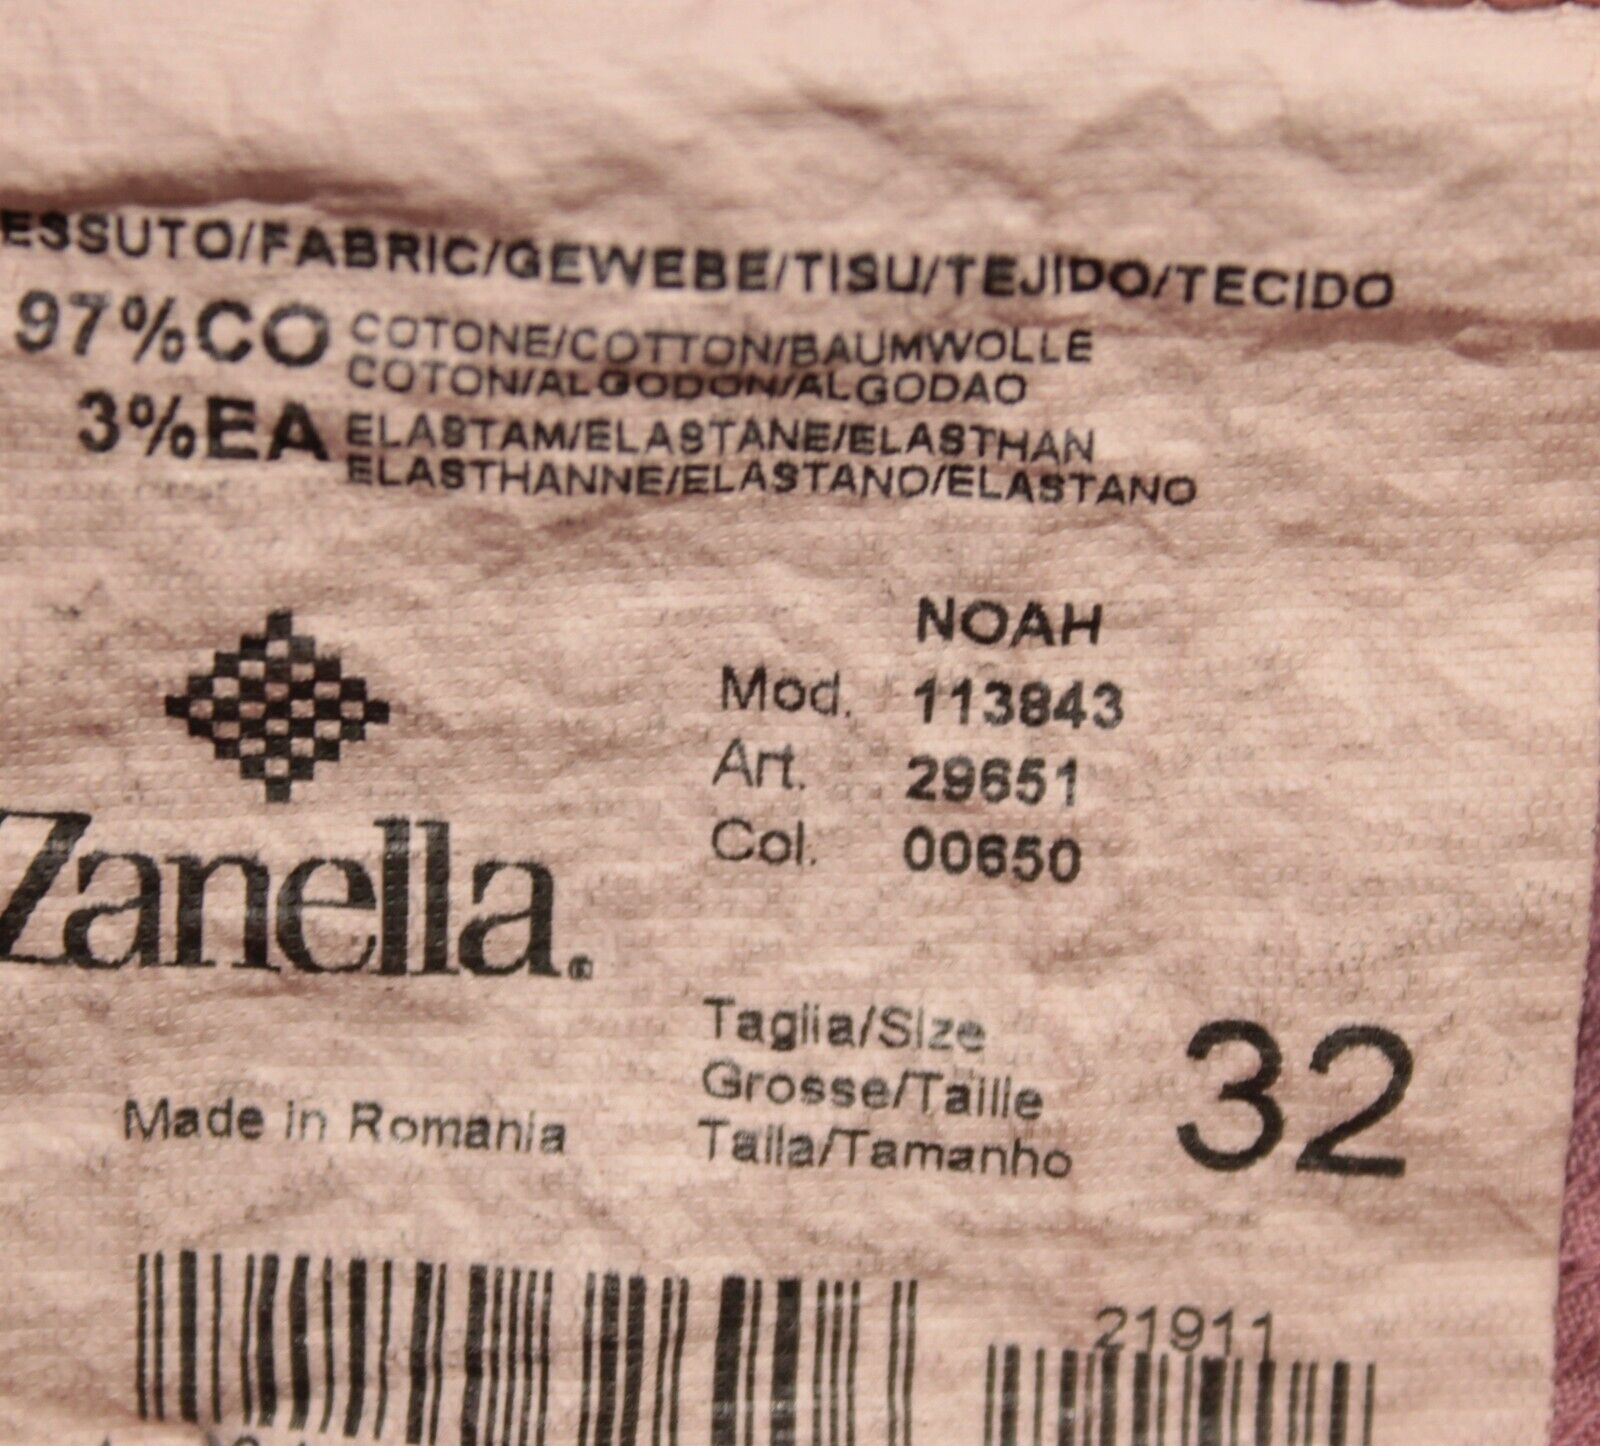 ESSUTO/FABRIC/GEWEBE/TISU/TEJIDO/TECIDO
97%CO COTONE/COTTON/BAUMWOLLE
COTON/ALGODON/ALGODAO
3%EA ELASTAM/ELASTANE/ELASTHAN
ELASTHANNE/ELASTANO/ELASTANO
NOAH
Mod. 113843
Art. 29651
Col. 00650
Zanella®
Taglia/Size
Grosse/Taille
Talla/Tamanho
32
Made in Romania
21911